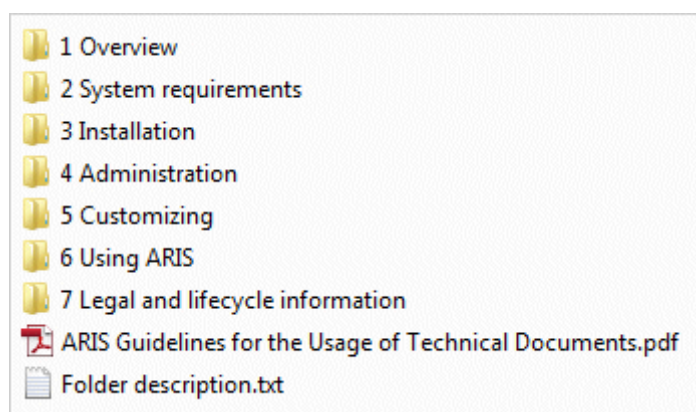 1 Overview
2 System requirements
3 Installation
4 Administration
5 Customizing
6 Using ARIS
7 Legal and lifecycle information
ARIS Guidelines for the Usage of Technical Documents.pdf
Folder description.txt